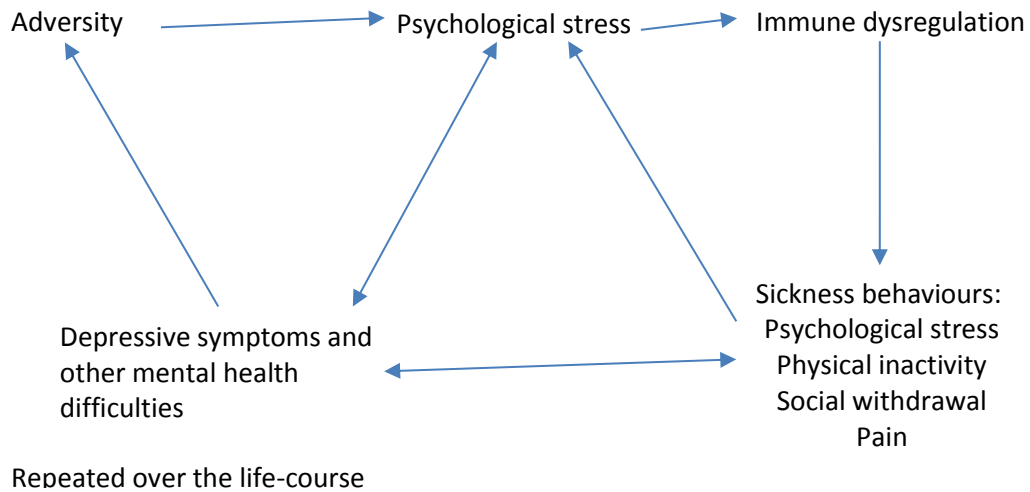 Adversity
Psychological stress
Immune dysregulation
Depressive symptoms and
other mental health
difficulties
Sickness behaviours:
Psychological stress
Physical inactivity
Social withdrawal
Pain
Repeated over the life-course